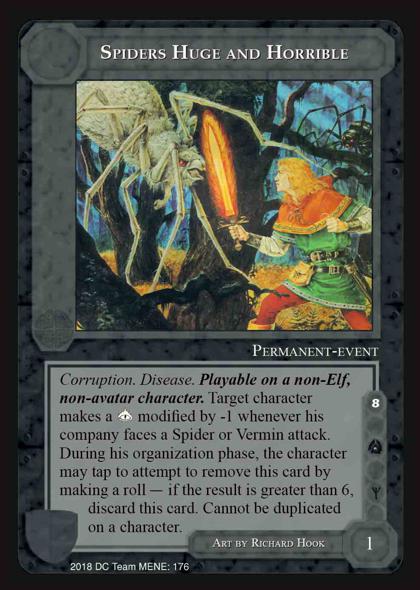 Spiders Huge and Horrible
Permanent-event
Corruption. Disease. Playable on a non-Elf,
non-avatar character. Target character
makes a modified by -1 whenever his
company faces a Spider or Vermin attack.
During his organization phase, the character
may tap to attempt to remove this card by
making a roll — if the result is greater than 6,
discard this card. Cannot be duplicated
on a character.
8
Art by Richard Hook
1
2018 DC Team MENE: 176